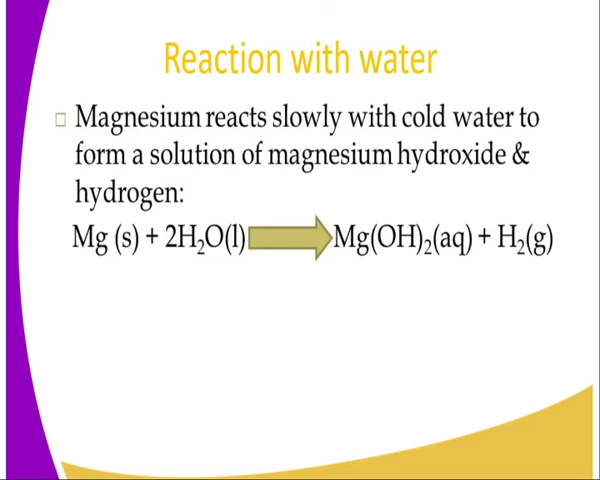 Reaction with water
Magnesium reacts slowly with cold water to
form a solution of magnesium hydroxide &
hydrogen:
Mg (s) + 2H₂O(l) Mg(OH)₂(aq) + H₂(g)